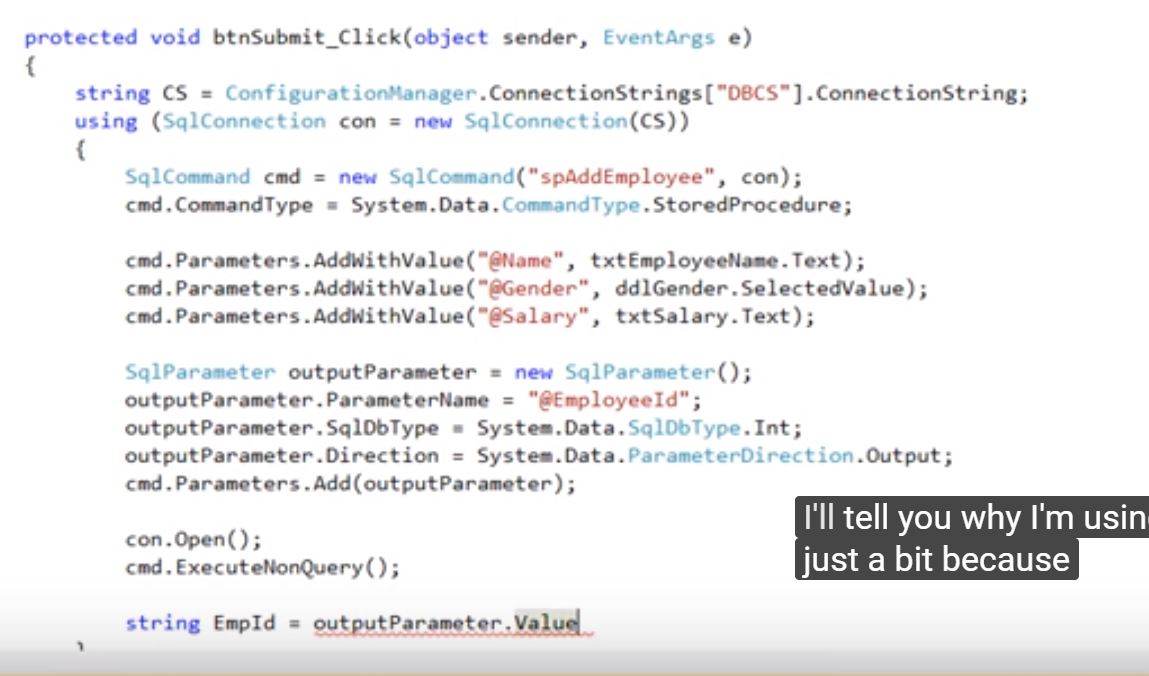 protected void btnSubmit_Click(object sender, EventArgs e)
{
    string CS = ConfigurationManager.ConnectionStrings["DBCS"].ConnectionString;
    using (SqlConnection con = new SqlConnection(CS))
    {
        SqlCommand cmd = new SqlCommand("spAddEmployee", con);
        cmd.CommandType = System.Data.CommandType.StoredProcedure;

        cmd.Parameters.AddWithValue("@Name", txtEmployeeName.Text);
        cmd.Parameters.AddWithValue("@Gender", ddlGender.SelectedValue);
        cmd.Parameters.AddWithValue("@Salary", txtSalary.Text);

        SqlParameter outputParameter = new SqlParameter();
        outputParameter.ParameterName = "@EmployeeId";
        outputParameter.SqlDbType = System.Data.SqlDbType.Int;
        outputParameter.Direction = System.Data.ParameterDirection.Output;
        cmd.Parameters.Add(outputParameter);

        con.Open();
        cmd.ExecuteNonQuery();

        string EmpId = outputParameter.Value
I'll tell you why I'm usin
just a bit because